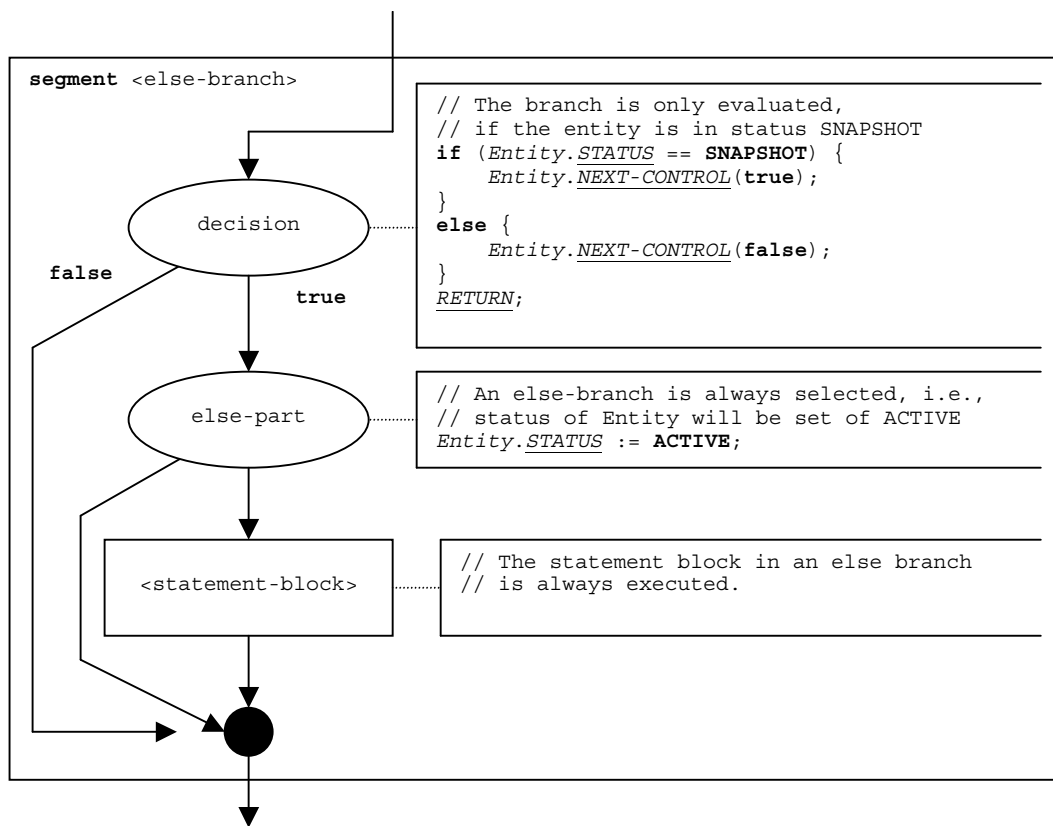 segment <else-branch>
// The branch is only evaluated,
// if the entity is in status SNAPSHOT
if (Entity.STATUS == SNAPSHOT) {
Entity.NEXT-CONTROL(true);
}
else {
Entity.NEXT-CONTROL(false);
}
RETURN;
decision
false
true
// An else-branch is always selected, i.e.,
// status of Entity will be set of ACTIVE
Entity.STATUS := ACTIVE;
else-part
// The statement block in an else branch
// is always executed.
<statement-block>